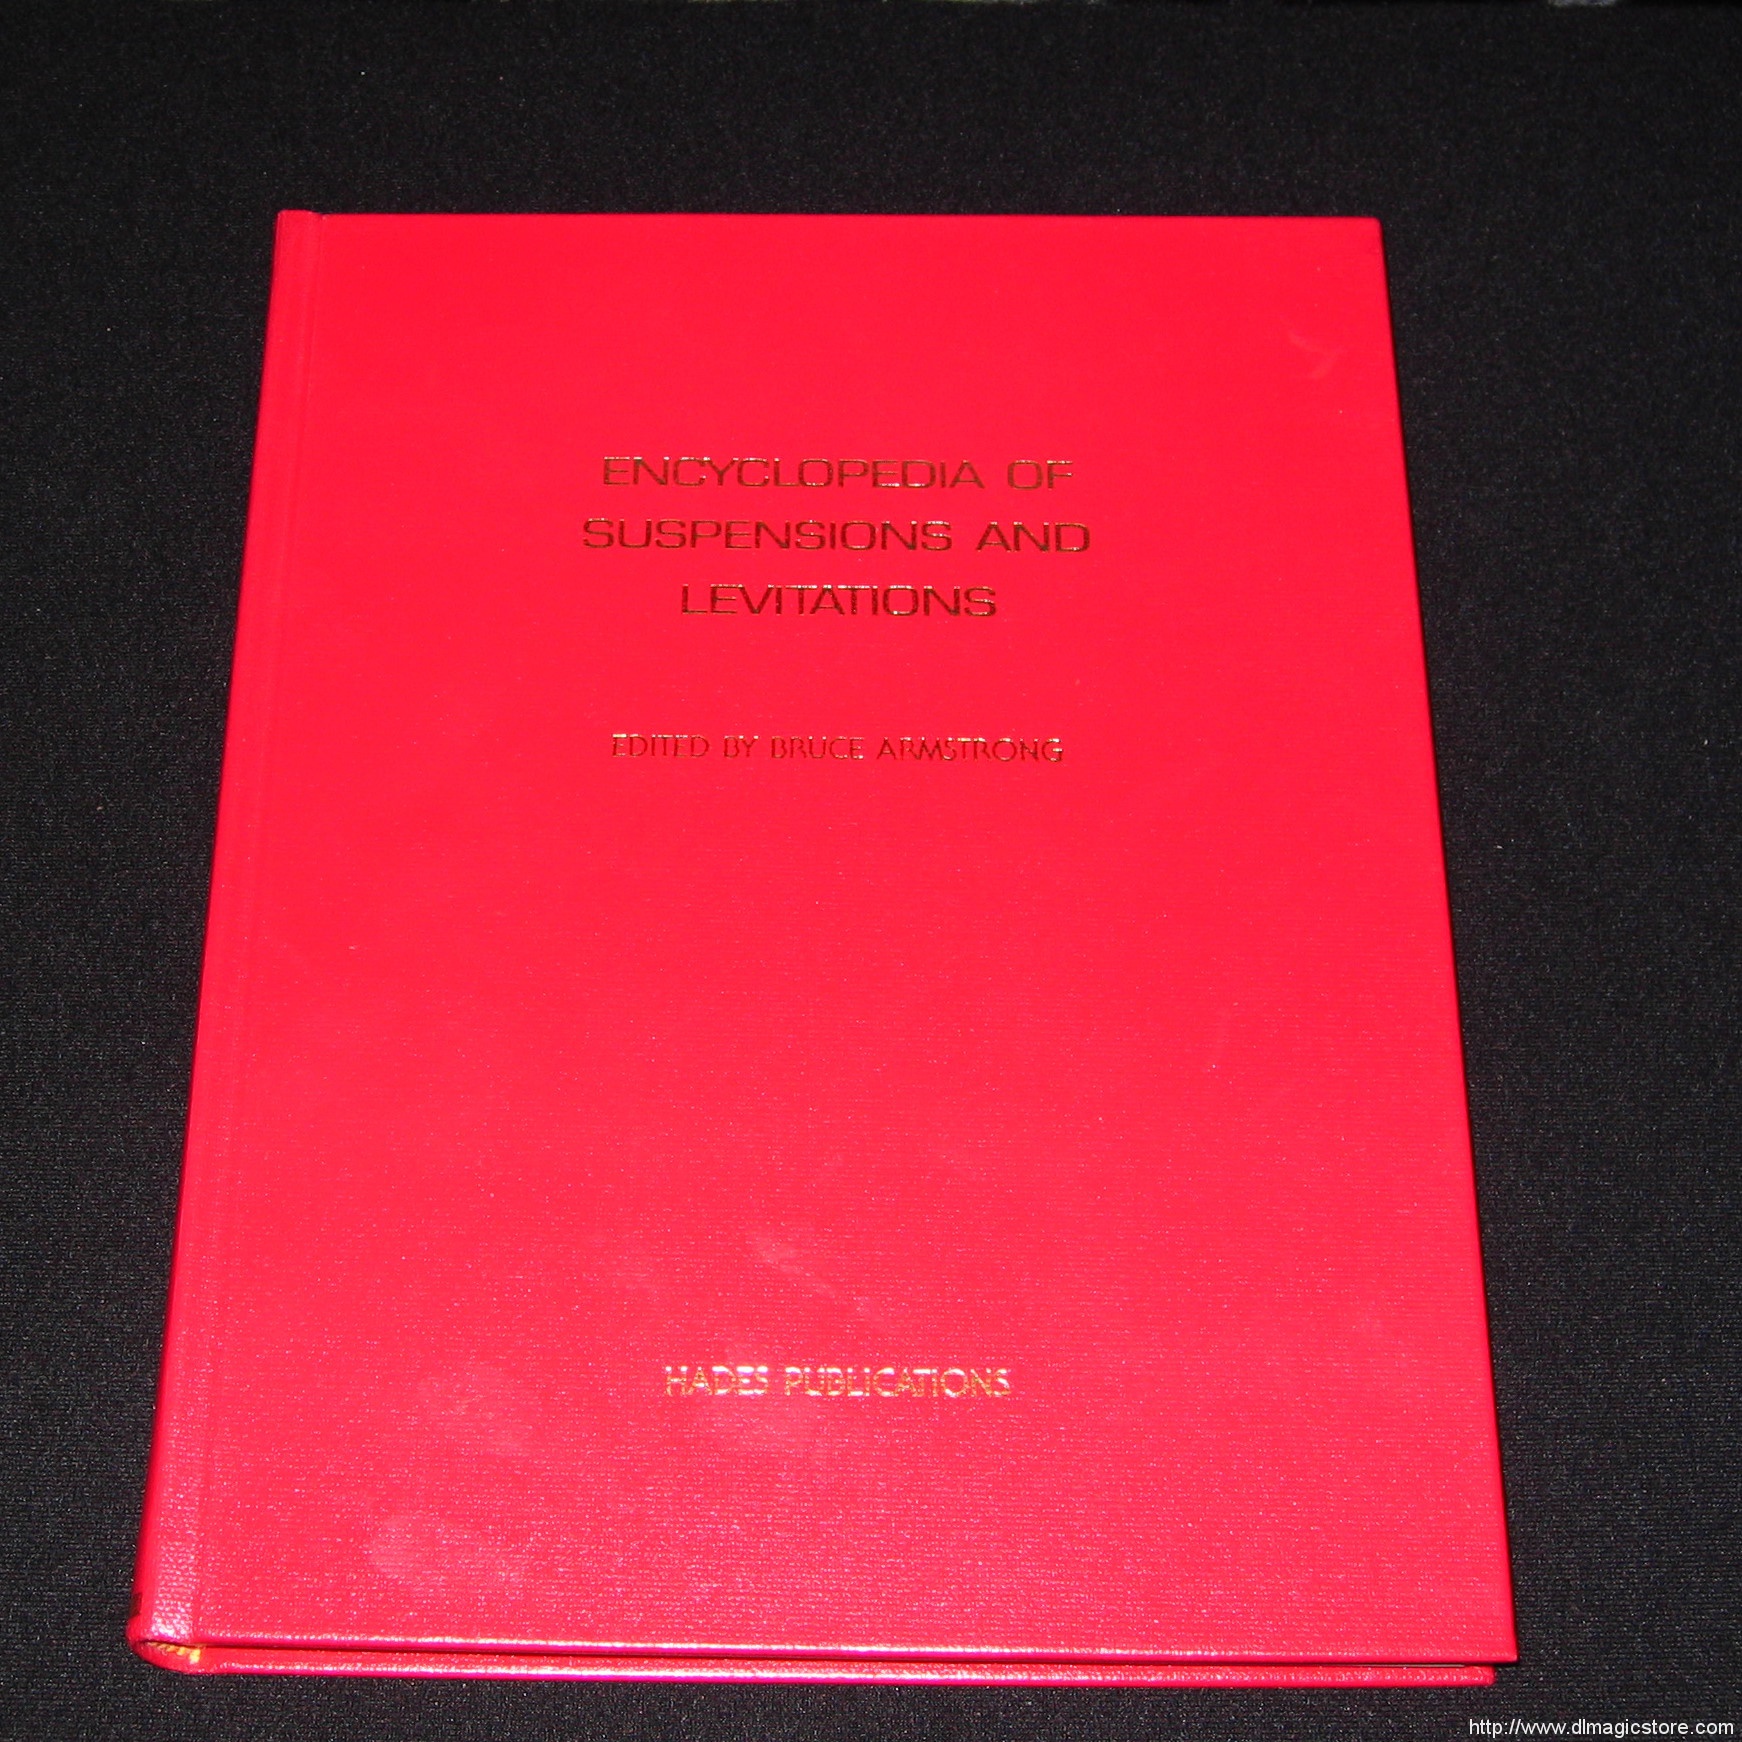 ENCYCLOPEDIA OF
SUSPENSIONS AND
LEVITATIONS
EDITED BY BRUCE ARMSTRONG
HADES PUBLICATIONS
http://www.dlmagicstore.com